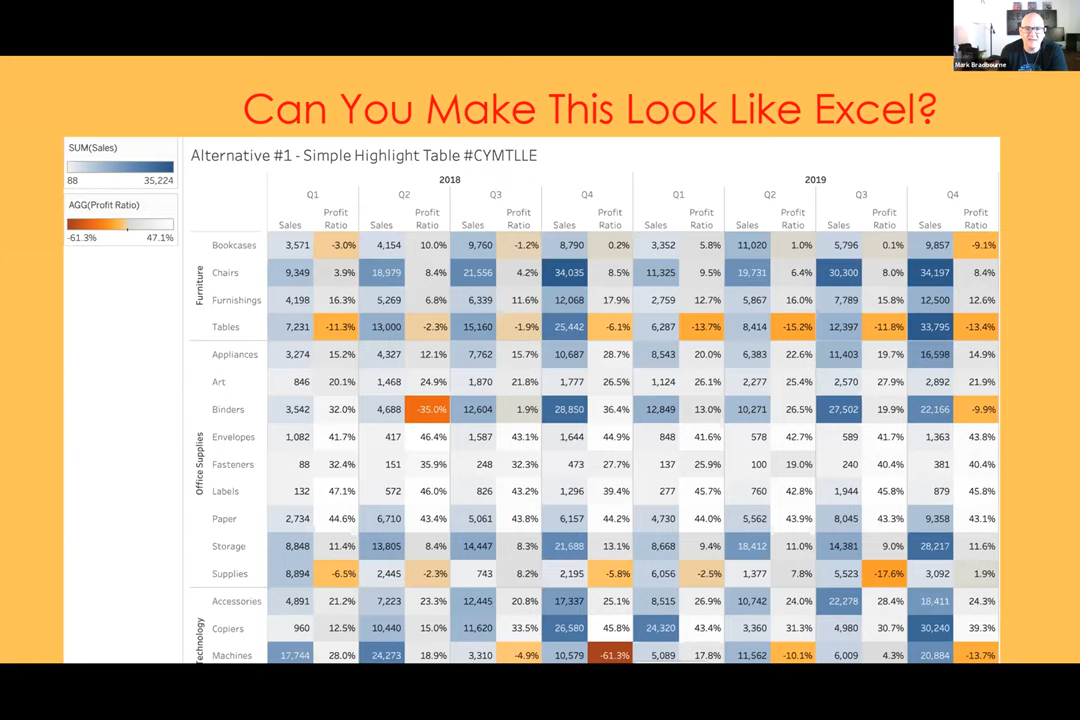 Mark Bradbourne
Can You Make This Look Like Excel?
SUM(Sales)
88 35,224
AGG(Profit Ratio)
-61.3% 47.1%
Alternative #1 - Simple Highlight Table #CYMTLLE
2018 2019
Q1 Q2 Q3 Q4 Q1 Q2 Q3 Q4
Sales Profit Ratio Sales Profit Ratio Sales Profit Ratio Sales Profit Ratio Sales Profit Ratio Sales Profit Ratio Sales Profit Ratio Sales Profit Ratio
Furniture
Bookcases 3,571 -3.0% 4,154 10.0% 9,760 -1.2% 8,790 0.2% 3,352 5.8% 11,020 1.0% 5,796 0.1% 9,857 -9.1%
Chairs 9,349 3.9% 18,979 8.4% 21,556 4.2% 34,035 8.5% 11,325 9.5% 19,731 6.4% 30,300 8.0% 34,197 8.4%
Furnishings 4,198 16.3% 5,269 6.8% 6,339 11.6% 12,068 17.9% 2,759 12.7% 5,867 16.0% 7,789 15.8% 12,500 12.6%
Tables 7,231 -11.3% 13,000 -2.3% 15,160 -1.9% 25,442 -6.1% 6,287 -13.7% 8,414 -15.2% 12,397 -11.8% 33,795 -13.4%
Office Supplies
Appliances 3,274 15.2% 4,327 12.1% 7,762 15.7% 10,687 28.7% 8,543 20.0% 6,383 22.6% 11,403 19.7% 16,598 14.9%
Art 846 20.1% 1,468 24.9% 1,870 21.8% 1,777 26.5% 1,124 26.1% 2,277 25.4% 2,570 27.9% 2,892 21.9%
Binders 3,542 32.0% 4,688 -35.0% 12,604 1.9% 28,850 36.4% 12,849 13.0% 10,271 26.5% 27,502 19.9% 22,166 -9.9%
Envelopes 1,082 41.7% 417 46.4% 1,587 43.1% 1,644 44.9% 848 41.6% 578 42.7% 589 41.7% 1,363 43.8%
Fasteners 88 32.4% 151 35.9% 248 32.3% 473 27.7% 137 25.9% 100 19.0% 240 40.4% 381 40.4%
Labels 132 47.1% 572 46.0% 826 43.2% 1,296 39.4% 277 45.7% 760 42.8% 1,944 45.8% 879 45.8%
Paper 2,734 44.6% 6,710 43.4% 5,061 43.8% 6,157 44.2% 4,730 44.0% 5,562 43.9% 8,045 43.3% 9,358 43.1%
Storage 8,848 11.4% 13,805 8.4% 14,447 8.3% 21,688 13.1% 8,668 9.4% 18,412 11.0% 14,381 9.0% 28,217 11.6%
Supplies 8,894 -6.5% 2,445 -2.3% 743 8.2% 2,195 -5.8% 6,056 -2.5% 1,377 7.8% 5,523 -17.6% 3,092 1.9%
Technology
Accessories 4,891 21.2% 7,223 23.3% 12,445 20.8% 17,337 25.1% 8,515 26.9% 10,742 24.0% 22,278 28.4% 18,411 24.3%
Copiers 960 12.5% 10,440 15.0% 11,620 33.5% 26,580 45.8% 24,320 43.4% 3,360 31.3% 4,980 30.7% 30,240 39.3%
Machines 17,744 28.0% 24,273 18.9% 3,310 -4.9% 10,579 -61.3% 5,089 17.8% 11,562 -10.1% 6,009 4.3% 20,884 -13.7%